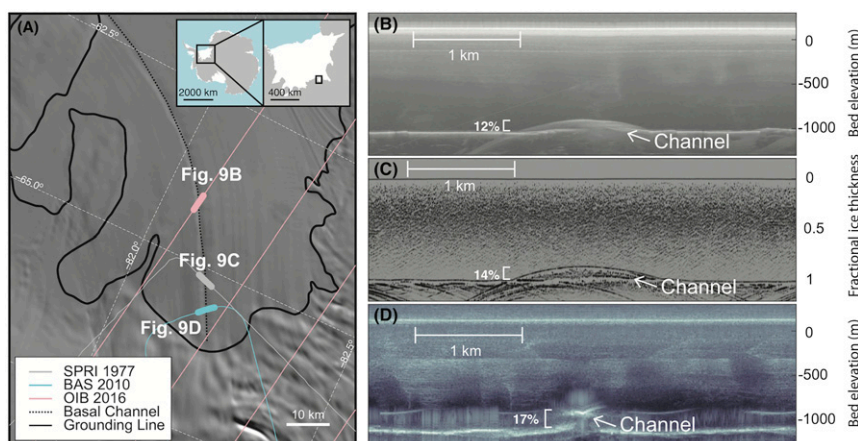 (A)
-62.5°
-65.0°
-82.0°
-82.5°
2000 km
400 km
Fig. 9B
Fig. 9C
Fig. 9D
SPRI 1977
BAS 2010
OIB 2016
Basal Channel
Grounding Line
10 km
(B)
1 km
12%
Channel
0
-500
-1000
Bed elevation (m)
(C)
1 km
14%
Channel
0
0.5
1
Fractional ice thickness
(D)
1 km
17%
Channel
0
-500
-1000
Bed elevation (m)